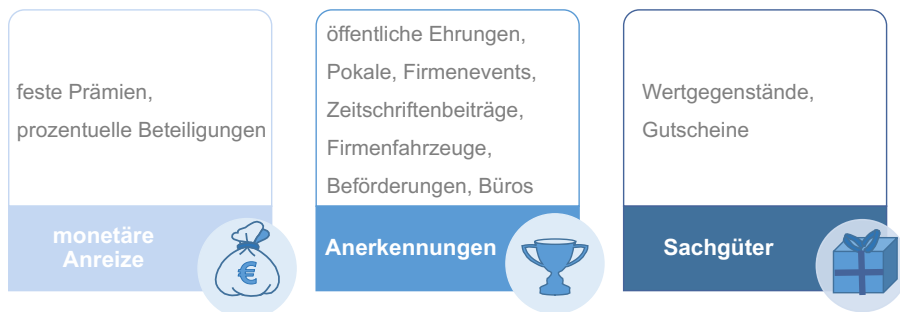 feste Prämien,
prozentuelle Beteiligungen
monetäre
Anreize
€
öffentliche Ehrungen,
Pokale, Firmenevents,
Zeitschriftenbeiträge,
Firmenfahrzeuge,
Beförderungen, Büros
Anerkennungen
Wertgegenstände,
Gutscheine
Sachgüter